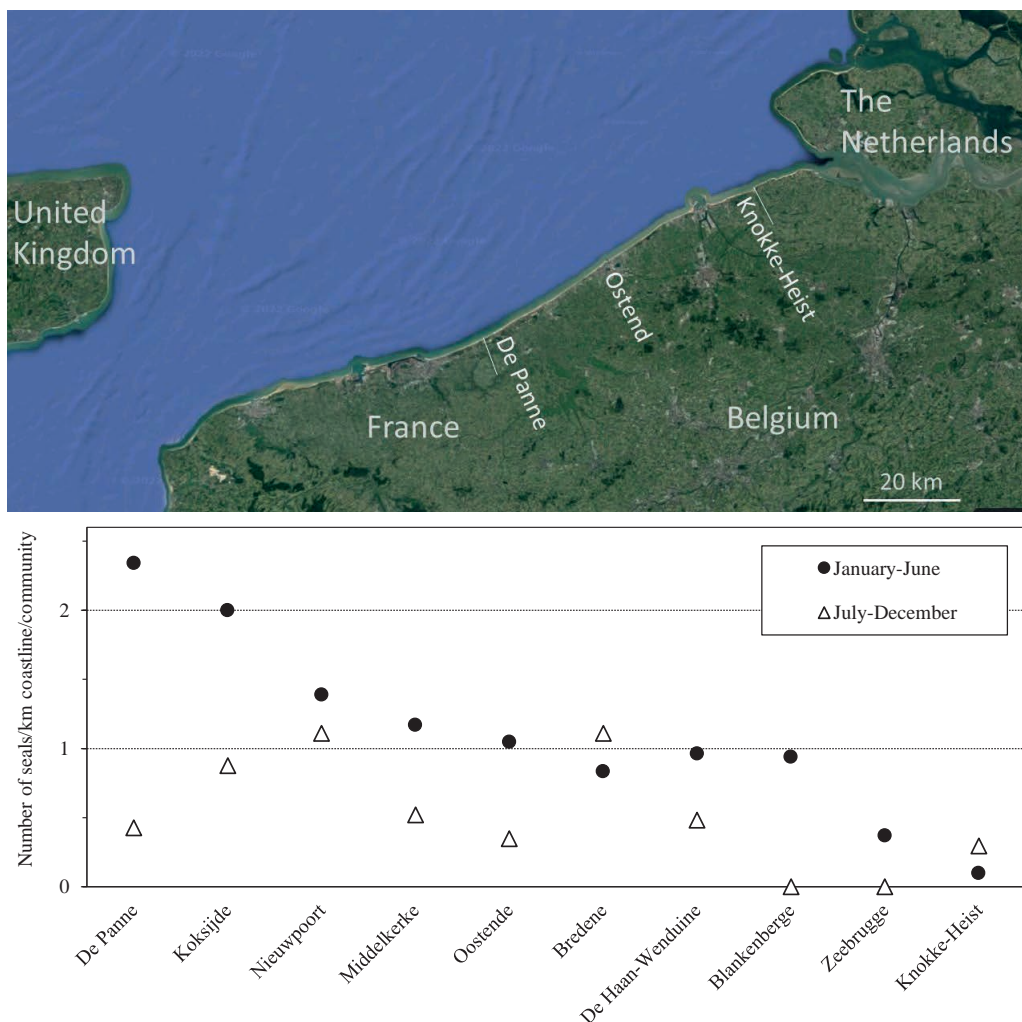 © 2022 Google
The
Netherlands
United
Kingdom
Knokke-Heist
Ostend
De Panne
France
Belgium
20 km
Number of seals/km coastline/community
January-June
July-December
2
1
0
De Panne
Koksijde
Nieuwpoort
Middelkerke
Oostende
Bredene
De Haan-Wenduine
Blankenberge
Zeebrugge
Knokke-Heist